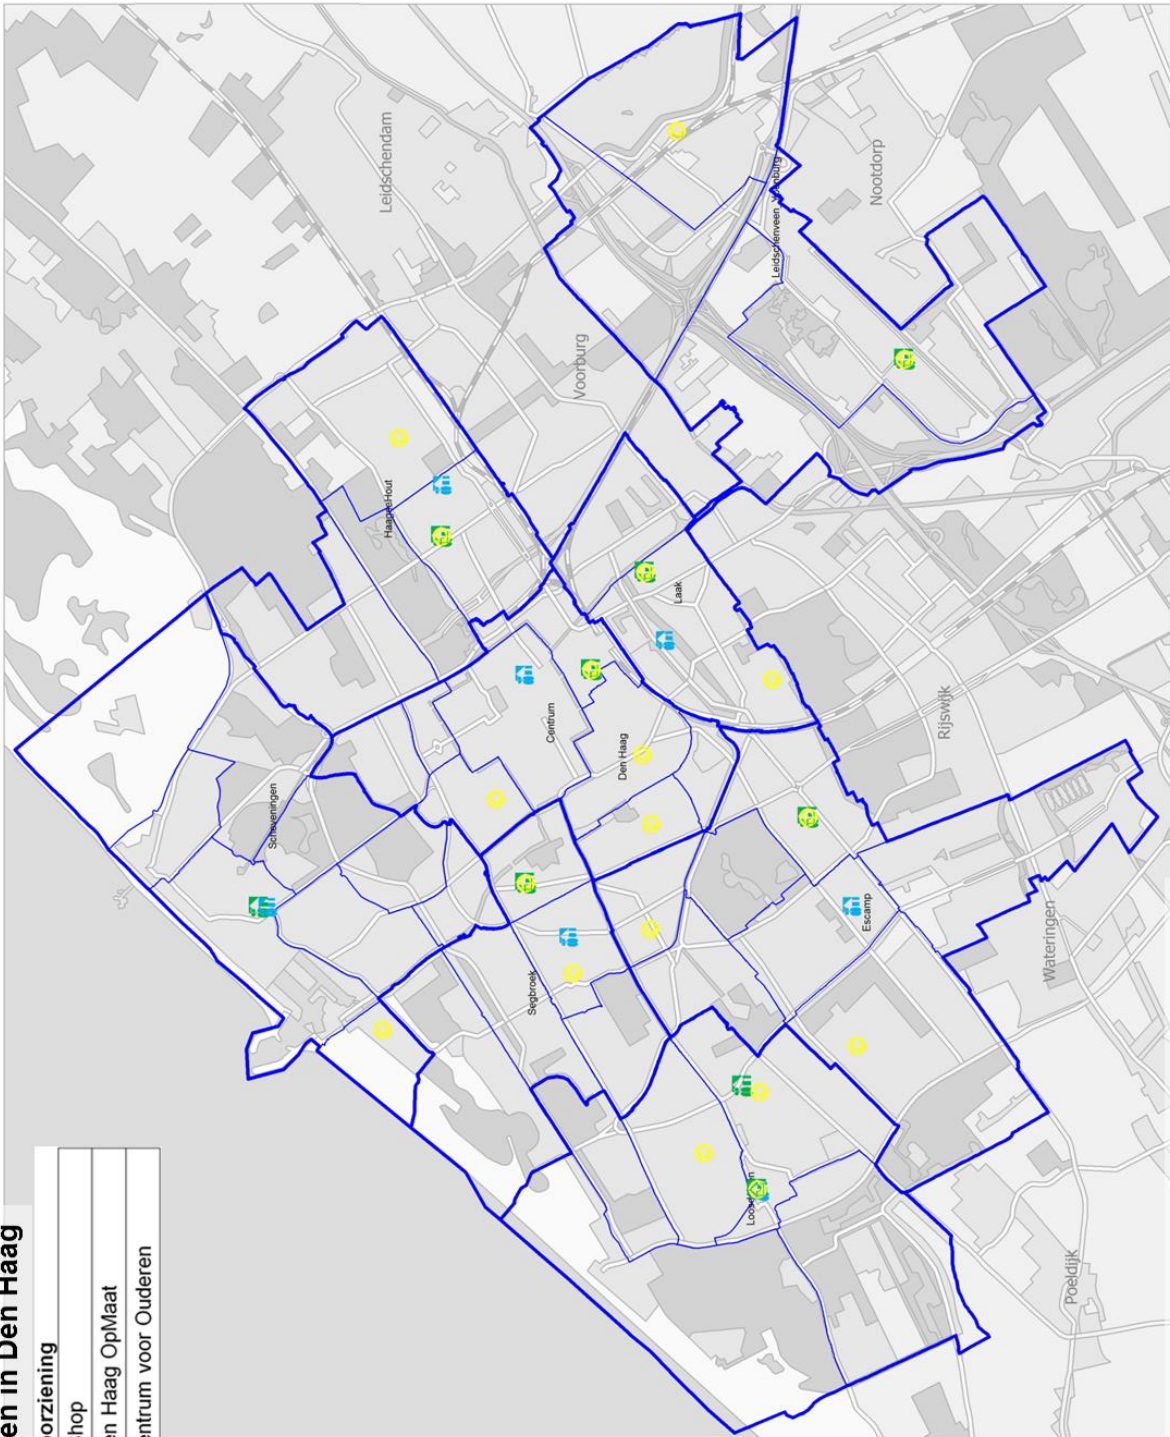 en in Den Haag
orziening
hop
en Haag OpMaat
entrum voor Ouderen
Leidschendam
Nootdorp
Leidschenveen
Voorburg
Haagse Hout
Laak
Centrum
Den Haag
Rijswijk
Scheveningen
Escamp
Wateringen
Segbroek
Poeldijk